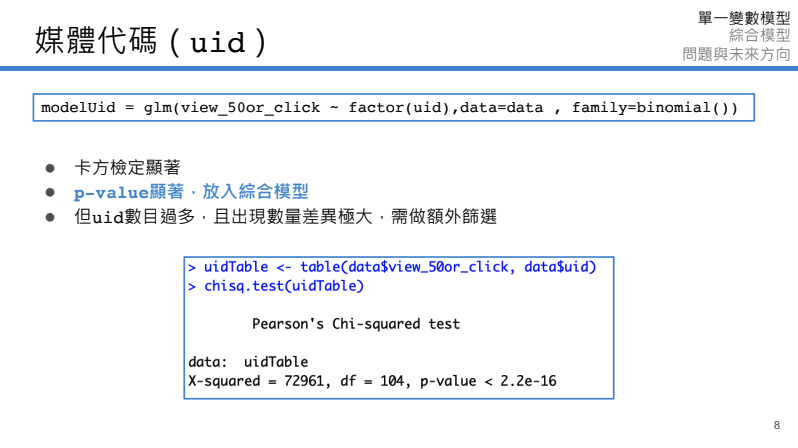 媒體代碼（uid）
單一變數模型
綜合模型
問題與未來方向
modelUid = glm(view_50or_click ~ factor(uid),data=data , family=binomial())
● 卡方檢定顯著
● p-value顯著，放入綜合模型
● 但uid數目過多，且出現數量差異極大，需做額外篩選
> uidTable <- table(data$view_50or_click, data$uid)
> chisq.test(uidTable)
Pearson's Chi-squared test
data:  uidTable
X-squared = 72961, df = 104, p-value < 2.2e-16
8